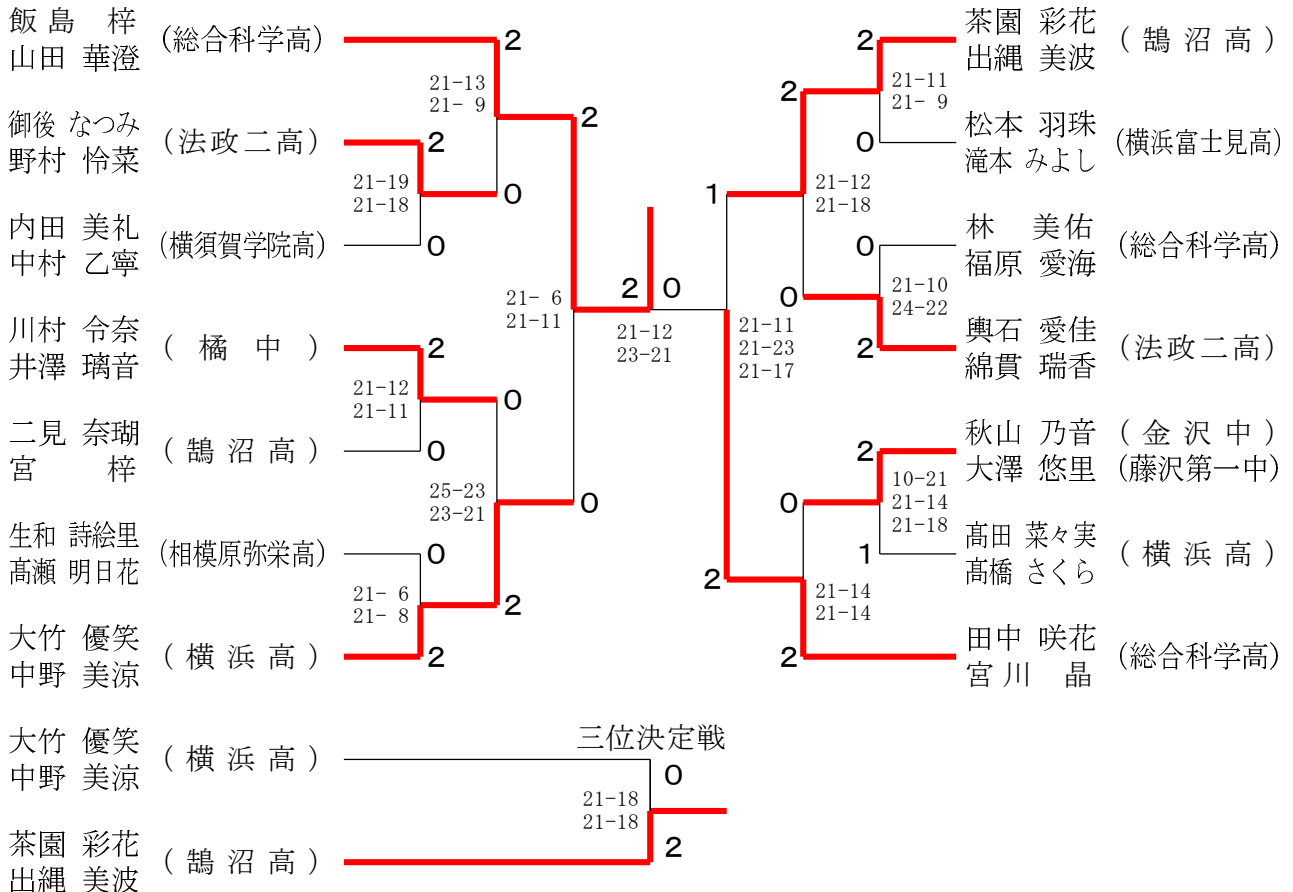 飯島 梓
山田 華澄
(総合科学高)
2
21-13
21- 9
2
御後 なつみ
野村 怜菜
(法政二高)
2
21-19
21-18
0
内田 美礼
中村 乙寧
(横須賀学院高)
0
21- 6
21-11
川村 令奈
井澤 璃音
(橘中)
2
21-12
21-11
0
二見 奈瑚
宮 梓
(鵠沼高)
0
25-23
23-21
0
生和 詩絵里
髙瀬 明日花
(相模原弥栄高)
0
21- 6
21- 8
2
大竹 優笑
中野 美涼
(横浜高)
2
2 0
21-12
23-21
茶園 彩花
出縄 美波
(鵠沼高)
2
21-11
21- 9
2
松本 羽珠
滝本 みよし
(横浜富士見高)
0
1
21-12
21-18
林 美佑
福原 愛海
(総合科学高)
0
21-10
24-22
0
輿石 愛佳
綿貫 瑞香
(法政二高)
2
21-11
21-23
21-17
秋山 乃音 (金沢中)
大澤 悠里 (藤沢第一中)
2
10-21
21-14
21-18
0
髙田 菜々実
髙橋 さくら
(横浜高)
1
2
21-14
21-14
田中 咲花
宮川 晶
(総合科学高)
2
三位決定戦
大竹 優笑
中野 美涼
(横浜高)
0
21-18
21-18
茶園 彩花
出縄 美波
(鵠沼高)
2